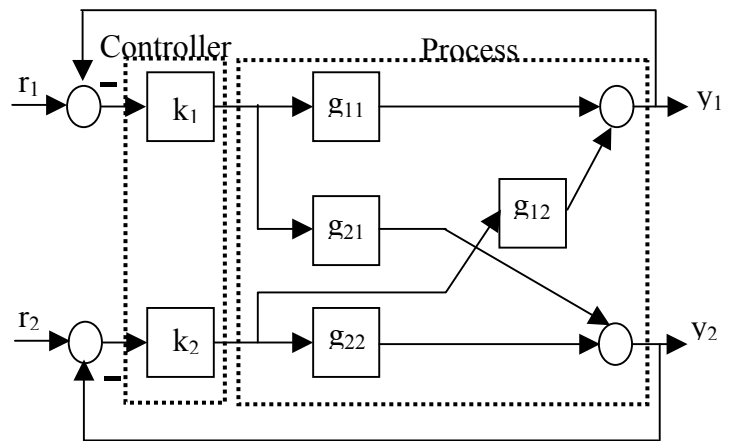 Controller
Process
r₁
k₁
g₁₁
y₁
g₁₂
g₂₁
r₂
k₂
g₂₂
y₂